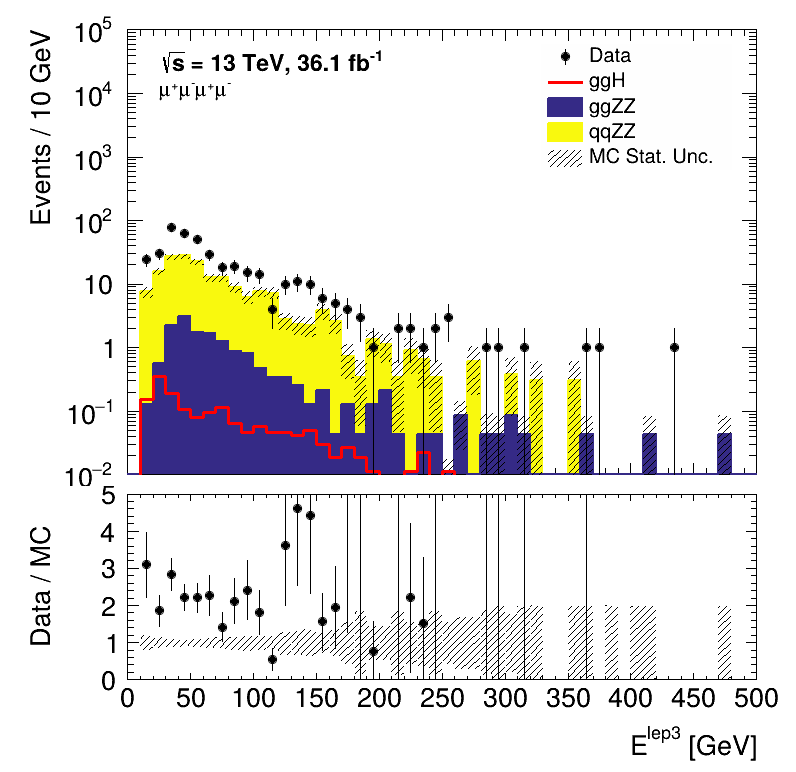 10⁵
10⁴
10³
10²
10
1
10⁻¹
10⁻²
Events / 10 GeV
√s = 13 TeV, 36.1 fb⁻¹
μ⁺μ⁻μ⁺μ⁻
Data
ggH
ggZZ
qqZZ
MC Stat. Unc.
5
4
3
2
1
0
Data / MC
0 50 100 150 200 250 300 350 400 450 500
E^lep3 [GeV]